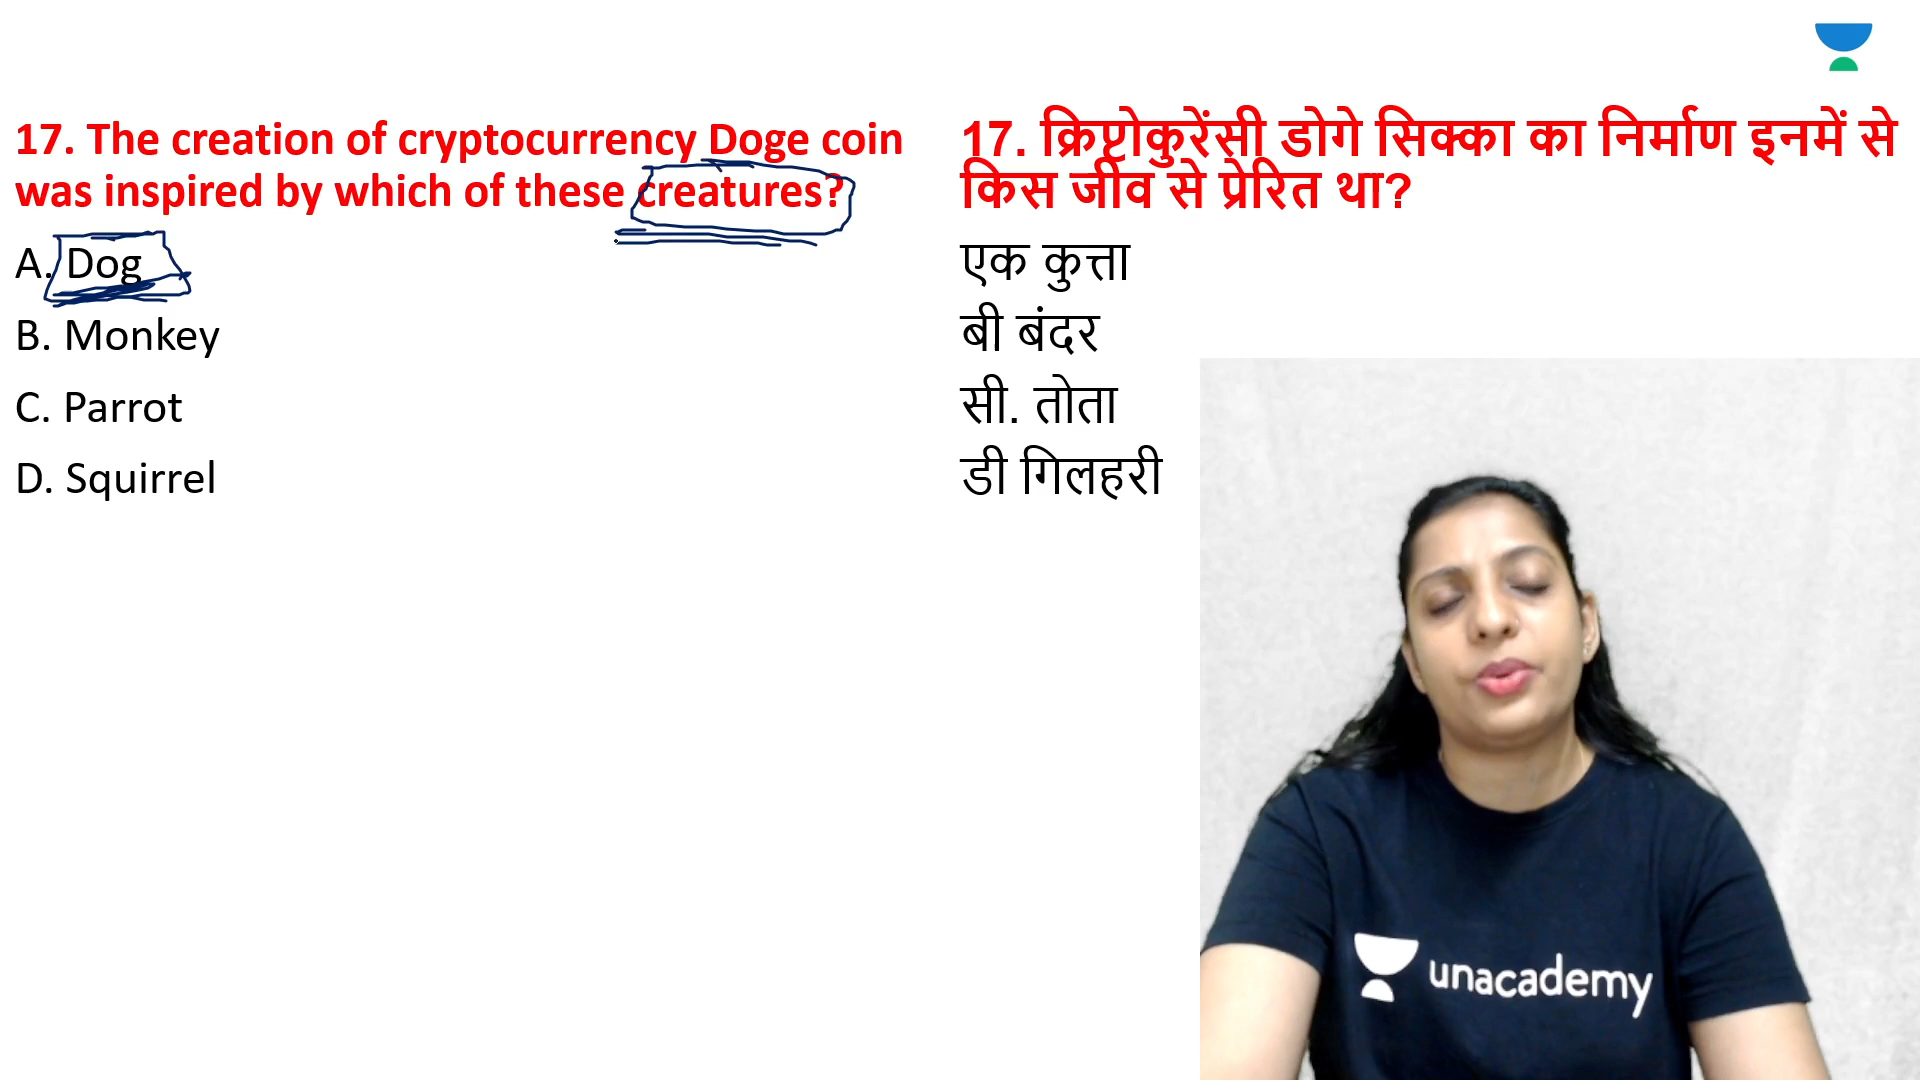 17. The creation of cryptocurrency Doge coin
was inspired by which of these creatures?
A. Dog
B. Monkey
C. Parrot
D. Squirrel
17. क्रिप्टोकुरेंसी डोगे सिक्का का निर्माण इनमें से
किस जीव से प्रेरित था?
एक कुत्ता
बी बंदर
सी. तोता
डी गिलहरी
unacademy